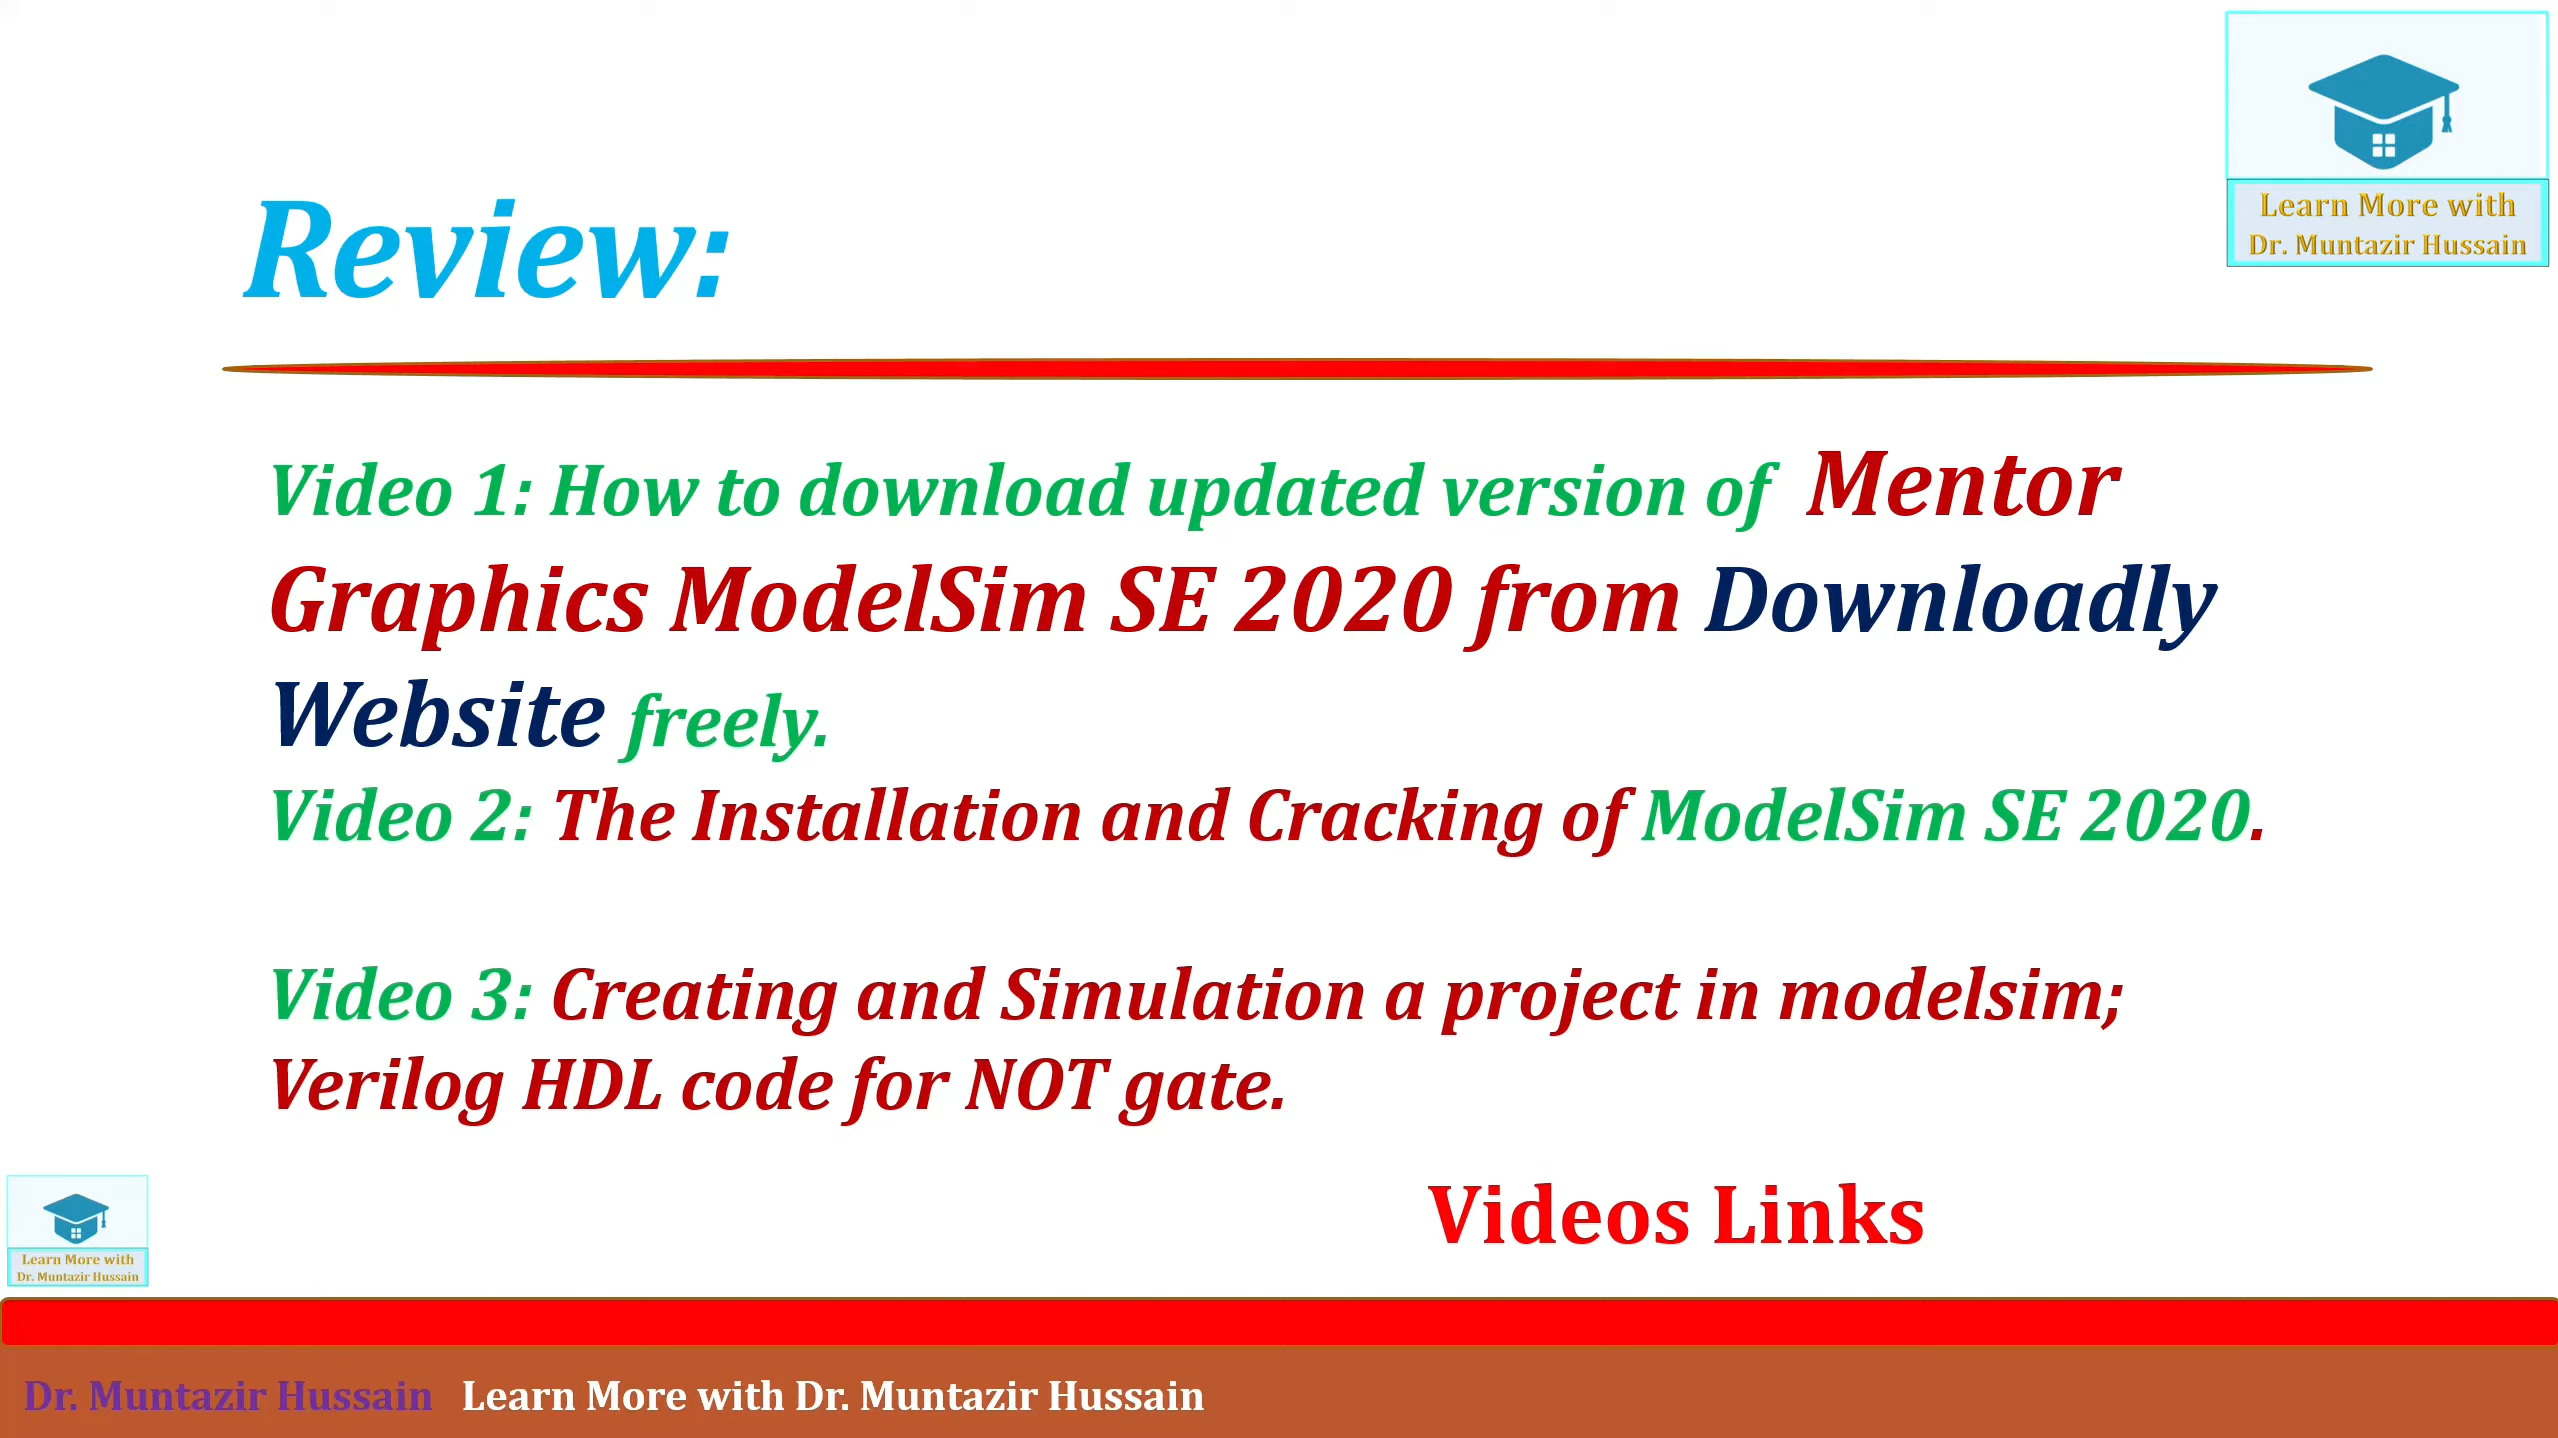 Learn More with
Dr. Muntazir Hussain
Review:
Video 1: How to download updated version of Mentor
Graphics ModelSim SE 2020 from Downloadly
Website freely.
Video 2: The Installation and Cracking of ModelSim SE 2020.
Video 3: Creating and Simulation a project in modelsim;
Verilog HDL code for NOT gate.
Videos Links
Learn More with
Dr. Muntazir Hussain
Dr. Muntazir Hussain Learn More with Dr. Muntazir Hussain